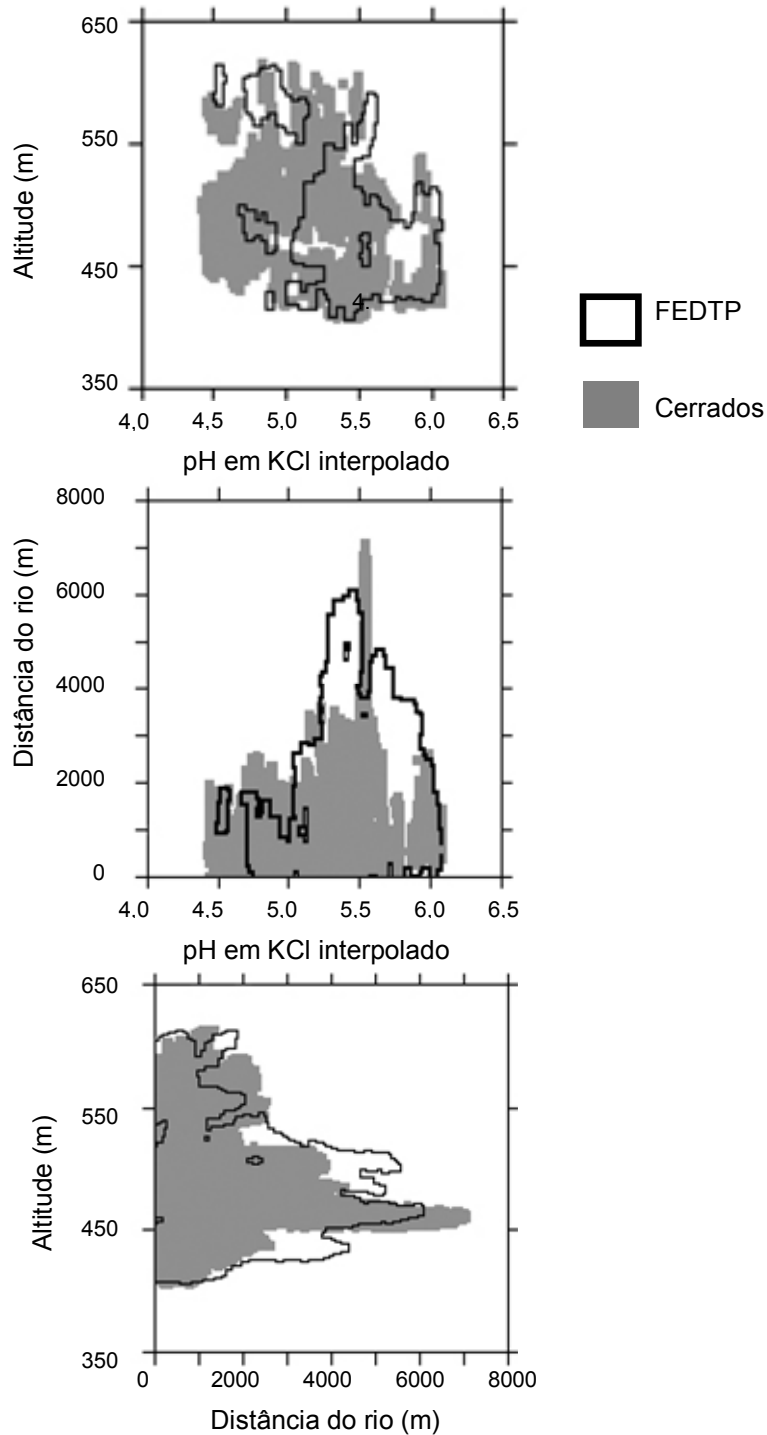 650
550
450
350
Altitude (m)
4.
4,0 4,5 5,0 5,5 6,0 6,5
pH em KCl interpolado
FEDTP
Cerrados
8000
6000
4000
2000
0
Distância do rio (m)
4,0 4,5 5,0 5,5 6,0 6,5
pH em KCl interpolado
650
550
450
350
Altitude (m)
0 2000 4000 6000 8000
Distância do rio (m)